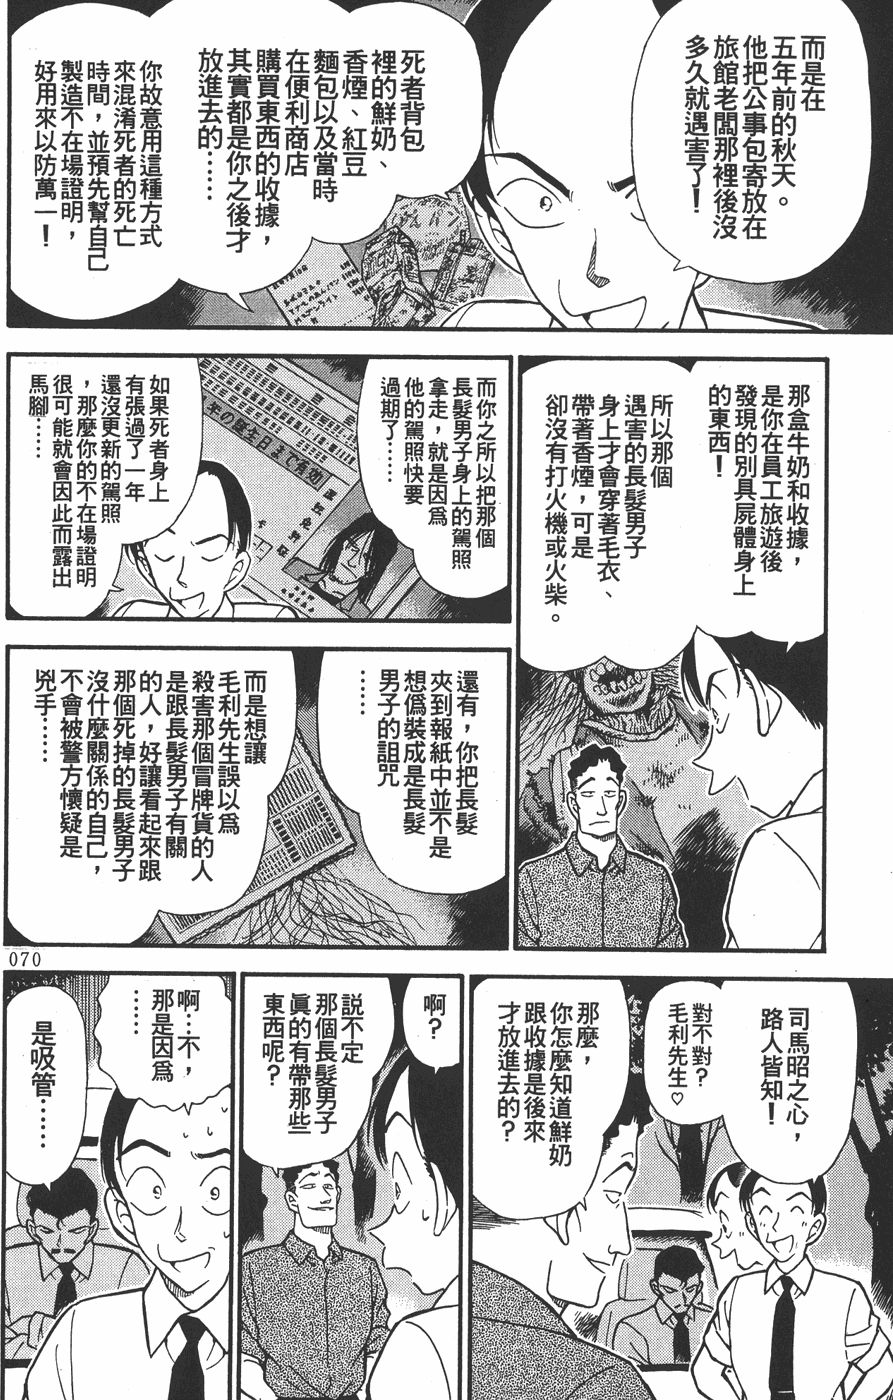 而是在
五年前的秋天。
他把公事包寄放在
旅館老闆那裡後沒
多久就遇害了！
死者背包
裡的鮮奶、
香煙、紅豆
麵包以及當時
在便利商店
購買東西的收據，
其實都是你之後才
放進去的……
你故意用這種方式
來混淆死者的死亡
時間，並預先幫自己
製造不在場證明，
好用來以防萬一！
那盒牛奶和收據，
是你在員工旅遊後
發現的別具屍體身上
的東西！
所以那個
遇害的長髮男子
身上才會穿著毛衣、
帶著香煙，可是
卻沒有打火機或火柴。
而你之所以把那個
長髮男子身上的駕照
拿走，就是因為
他的駕照快要
過期了……
年の誕生日まで有効
運転免許
如果死者身上
有張過了一年
還沒更新的駕照
，那麼你的不在場證明
很可能就會因此而露出
馬腳……
還有，你把長髮
夾到報紙中並不是
想偽裝成是長髮
男子的詛咒
……
而是想讓
毛利先生誤以為
殺害那個冒牌貨的人
是跟長髮男子有關
的人，好讓看起來跟
那個死掉的長髮男子
沒什麼關係的自己，
不會被警方懷疑是
兇手……
070
司馬昭之心，
路人皆知！
對不對？
毛利先生♡
那麼，
你怎麼知道鮮奶
跟收據是後來
才放進去的？
啊？
說不定
那個長髮男子
真的有帶那些
東西呢？
啊…不，
那是因為
……
是吸管……